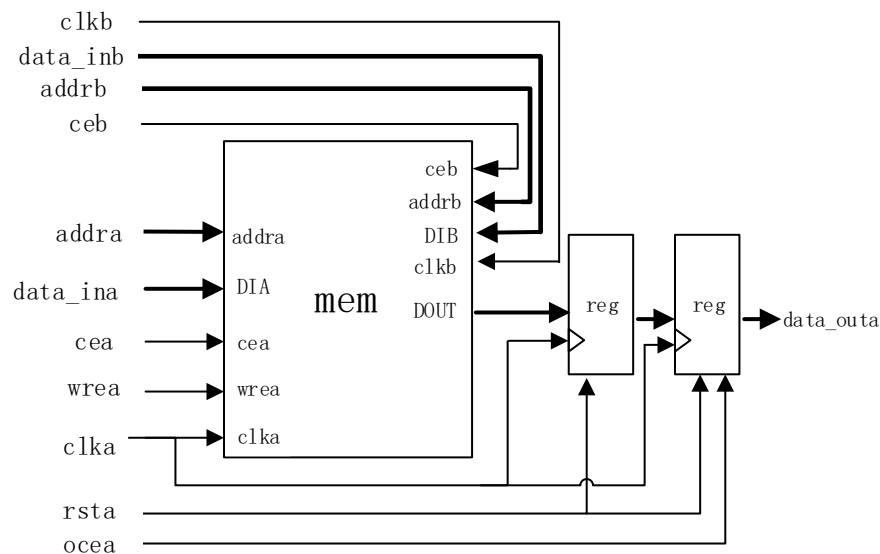 clkb
data_inb
addrb
ceb
addra
data_ina
cea
wrea
clka
rsta
ocea
ceb
addrb
DIB
clkb
DOUT
addra
DIA
cea
wrea
clka
mem
reg
reg
data_outa